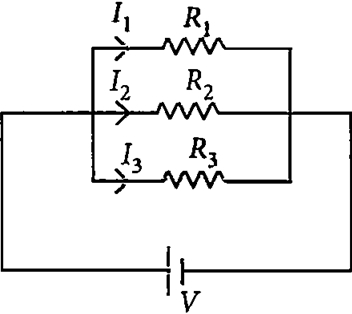 I₁ R₁
I₂ R₂
I₃ R₃
V